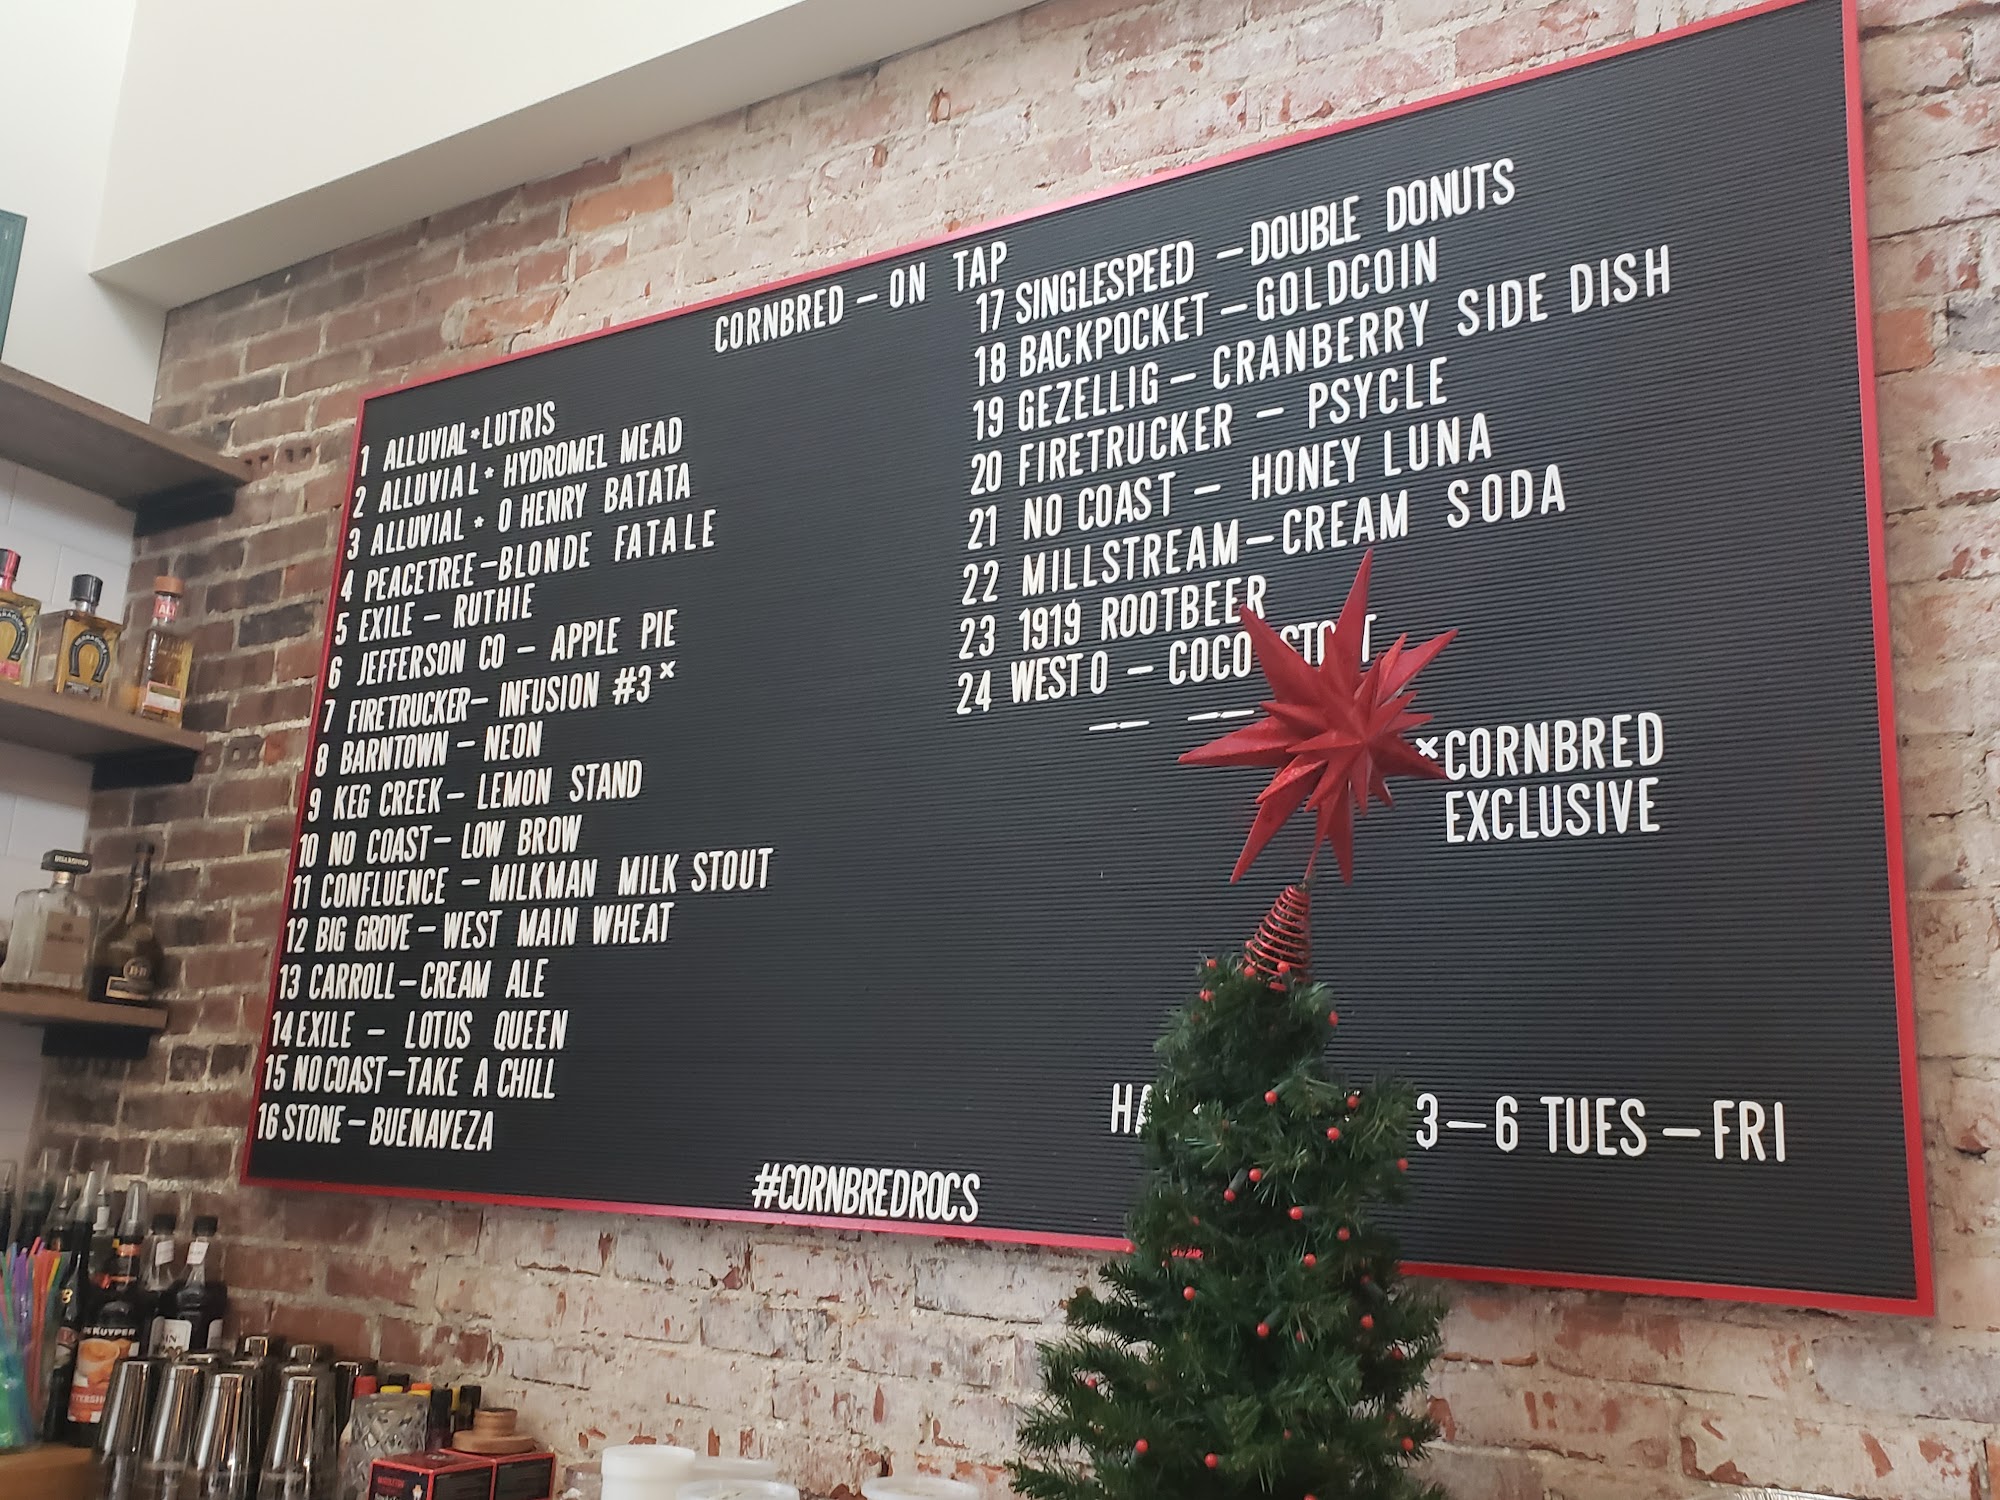 CORNBRED – ON TAP
1 ALLUVIAL*LUTRIS
2 ALLUVIAL* HYDROMEL MEAD
3 ALLUVIAL * O HENRY BATATA
4 PEACETREE–BLONDE FATALE
5 EXILE – RUTHIE
6 JEFFERSON CO – APPLE PIE
7 FIRETRUCKER– INFUSION #3 *
8 BARNTOWN – NEON
9 KEG CREEK– LEMON STAND
10 NO COAST– LOW BROW
11 CONFLUENCE – MILKMAN MILK STOUT
12 BIG GROVE – WEST MAIN WHEAT
13 CARROLL–CREAM ALE
14 EXILE – LOTUS QUEEN
15 NO COAST–TAKE A CHILL
16 STONE– BUENAVEZA
17 SINGLESPEED –DOUBLE DONUTS
18 BACKPOCKET –GOLDCOIN
19 GEZELLIG – CRANBERRY SIDE DISH
20 FIRETRUCKER – PSYCLE
21 NO COAST – HONEY LUNA
22 MILLSTREAM–CREAM SODA
23 1919 ROOTBEER
24 WEST O – COCO
–– ––
*CORNBRED
EXCLUSIVE
3–6 TUES –FRI
#CORNBREDROCS
KUYPER